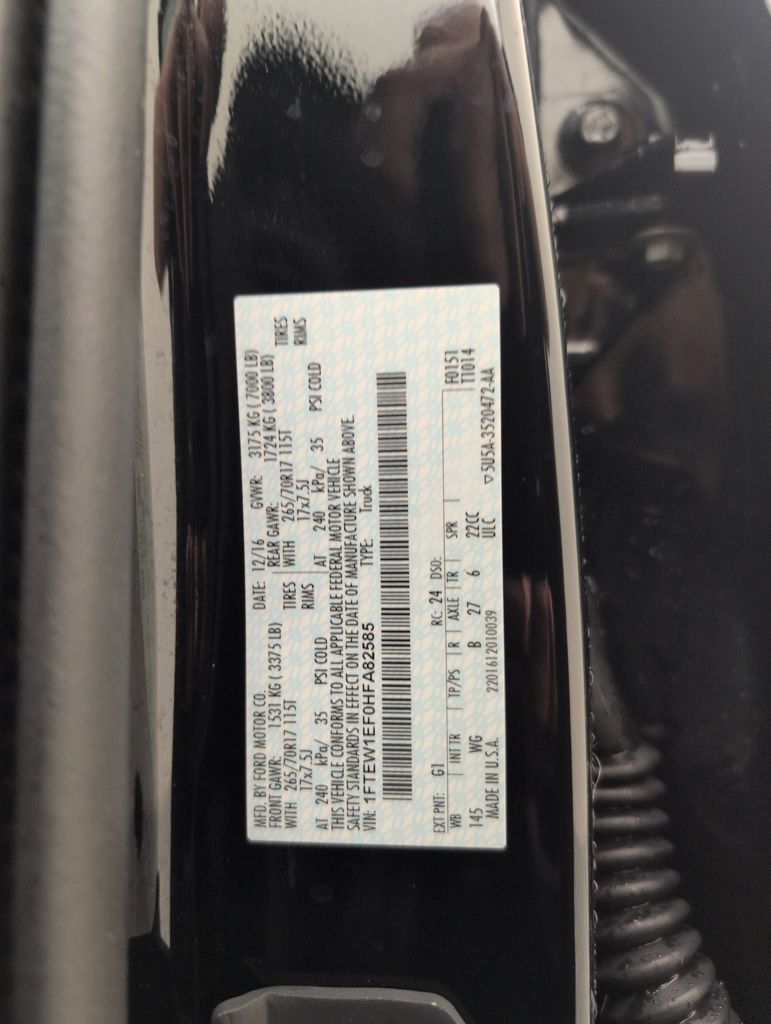 MFD. BY FORD MOTOR CO. DATE: 12/16 GVWR: 3175 KG ( 7000 LB)
FRONT GAWR: 1531 KG ( 3375 LB) REAR GAWR: 1724 KG ( 3800 LB)
WITH 265/70R17 115T TIRES WITH 265/70R17 115T TIRES
17x7.5J RIMS 17x7.5J RIMS
AT 240 kPa/ 35 PSI COLD AT 240 kPa/ 35 PSI COLD
THIS VEHICLE CONFORMS TO ALL APPLICABLE FEDERAL MOTOR VEHICLE
SAFETY STANDARDS IN EFFECT ON THE DATE OF MANUFACTURE SHOWN ABOVE.
VIN: 1FTEW1EF0HFA82585 TYPE: Truck
EXT PNT: G1 RC: 24 DSO: F0151
WB INT TR TP/PS R AXLE TR SPR T1014
145 WG B 27 6 22CC
2201612010039 ULC
MADE IN U.S.A. 5U5A-3520472-AA